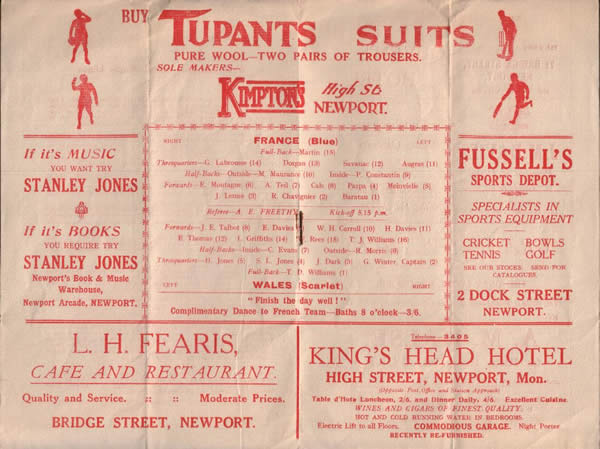 BUY TUPANTS SUITS
PURE WOOL—TWO PAIRS OF TROUSERS.
SOLE MAKERS—
KIMPTON'S High St. NEWPORT.
If it's MUSIC
YOU WANT TRY
STANLEY JONES
If it's BOOKS
YOU REQUIRE TRY
STANLEY JONES
Newport's Book & Music
Warehouse,
Newport Arcade, NEWPORT.
RIGHT FRANCE (Blue) LEFT
Full-Back—Martin (15)
Threequarters—G. Labrousse (14) Dougan (13) Savanac (12) August (11)
Half-Backs—Outside—M. Maurance (10) Inside—P. Constantin (9)
Forwards—E. Montagne (6) A. Teil (7) Cals (8) Parpa (4) Meinvielle (5)
J. Lemes (3) R. Chavignier (2) Baratau (1)
Referee—A. E. FREETHY Kick-off 5.15 p.m.
Forwards—J. E. Talbot (8) E. Davies W. H. Carroll (10) H. Davies (11)
E. Thomas (12) I. Griffiths (14) Rees (18) T. J. Williams (16)
Half-Backs—Inside—C. Evans (7) Outside—R. Morris (6)
Threequarters—D. Jones (5) S. L. Jones (4) J. Dark (3) G. Winter, Captain (2)
Full-Back—T. D. Williams (1)
LEFT WALES (Scarlet) RIGHT
"Finish the day well!"
Complimentary Dance to French Team—Baths 8 o'clock—3/6.
FUSSELL'S
SPORTS DEPOT.
SPECIALISTS IN
SPORTS EQUIPMENT
CRICKET BOWLS
TENNIS GOLF
SEE OUR STOCKS. SEND FOR
CATALOGUES.
2 DOCK STREET
NEWPORT.
L. H. FEARIS,
CAFE AND RESTAURANT.
Quality and Service. :: :: Moderate Prices.
BRIDGE STREET, NEWPORT.
Telephone—3405
KING'S HEAD HOTEL
HIGH STREET, NEWPORT, Mon.
(Opposite Post Office and Station Approach)
Table d'Hote Luncheon, 2/6, and Dinner Daily, 4/6. Excellent Cuisine.
WINES AND CIGARS OF FINEST QUALITY.
HOT AND COLD RUNNING WATER IN BEDROOMS.
Electric Lift to all Floors. COMMODIOUS GARAGE. Night Porter
RECENTLY RE-FURNISHED.